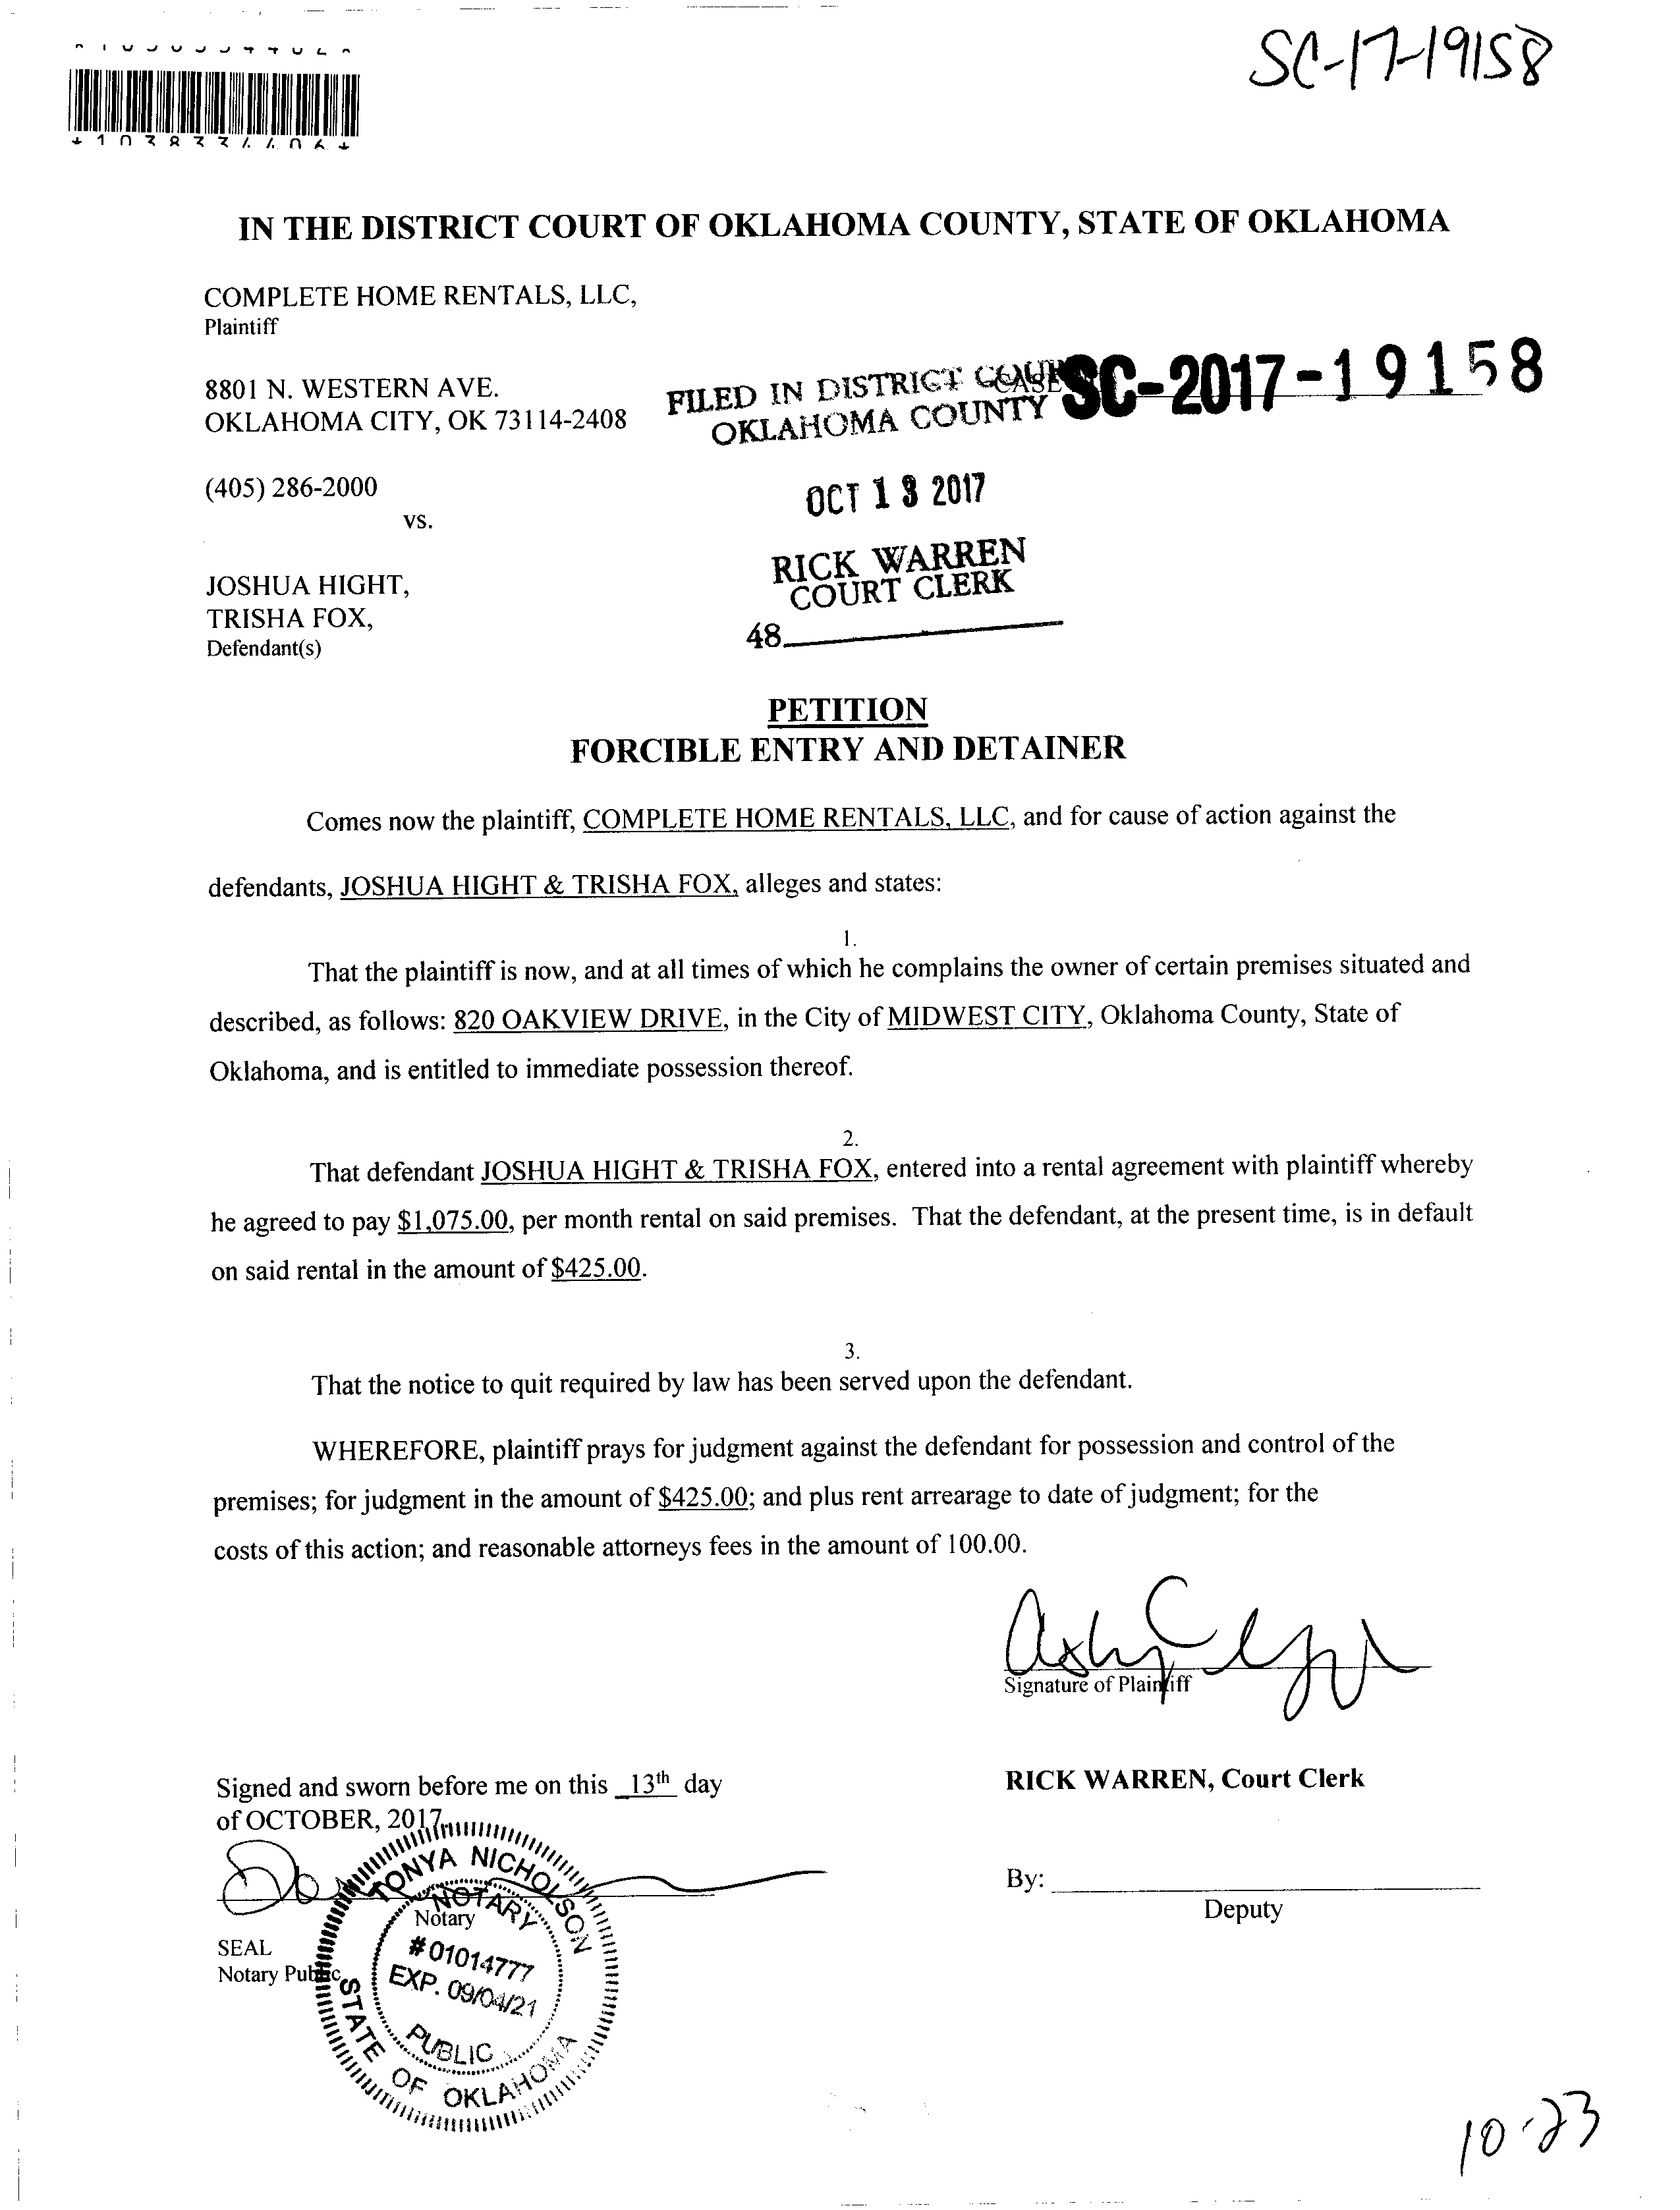 SC-17-19158
IN THE DISTRICT COURT OF OKLAHOMA COUNTY, STATE OF OKLAHOMA
COMPLETE HOME RENTALS, LLC,
Plaintiff
8801 N. WESTERN AVE.
OKLAHOMA CITY, OK 73114-2408
FILED IN DISTRICT COURT
OKLAHOMA COUNTY
CASE SC-2017-19158
(405) 286-2000
vs.
OCT 13 2017
RICK WARREN
COURT CLERK
48
JOSHUA HIGHT,
TRISHA FOX,
Defendant(s)
PETITION
FORCIBLE ENTRY AND DETAINER
Comes now the plaintiff, COMPLETE HOME RENTALS, LLC, and for cause of action against the
defendants, JOSHUA HIGHT & TRISHA FOX, alleges and states:
1.
That the plaintiff is now, and at all times of which he complains the owner of certain premises situated and
described, as follows: 820 OAKVIEW DRIVE, in the City of MIDWEST CITY, Oklahoma County, State of
Oklahoma, and is entitled to immediate possession thereof.
2.
That defendant JOSHUA HIGHT & TRISHA FOX, entered into a rental agreement with plaintiff whereby
he agreed to pay $1,075.00, per month rental on said premises. That the defendant, at the present time, is in default
on said rental in the amount of $425.00.
3.
That the notice to quit required by law has been served upon the defendant.
WHEREFORE, plaintiff prays for judgment against the defendant for possession and control of the
premises; for judgment in the amount of $425.00; and plus rent arrearage to date of judgment; for the
costs of this action; and reasonable attorneys fees in the amount of 100.00.
Signature of Plaintiff
Signed and sworn before me on this 13th day
of OCTOBER, 2017.
RICK WARREN, Court Clerk
By:
Deputy
Notary
SEAL
Notary Public
TONYA NICHOLSON
NOTARY
#01014777
EXP. 09/04/21
PUBLIC
STATE OF OKLAHOMA
10-23